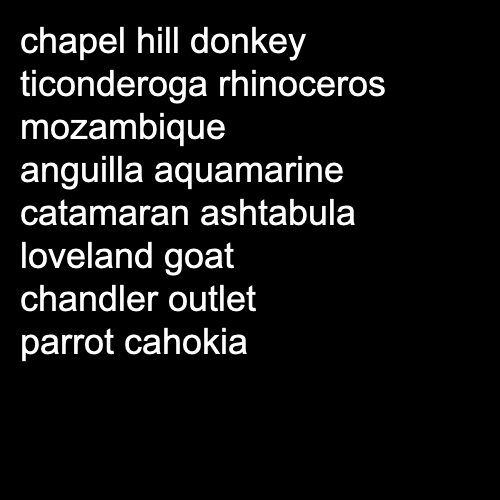 chapel hill donkey
ticonderoga rhinoceros
mozambique
anguilla aquamarine
catamaran ashtabula
loveland goat
chandler outlet
parrot cahokia